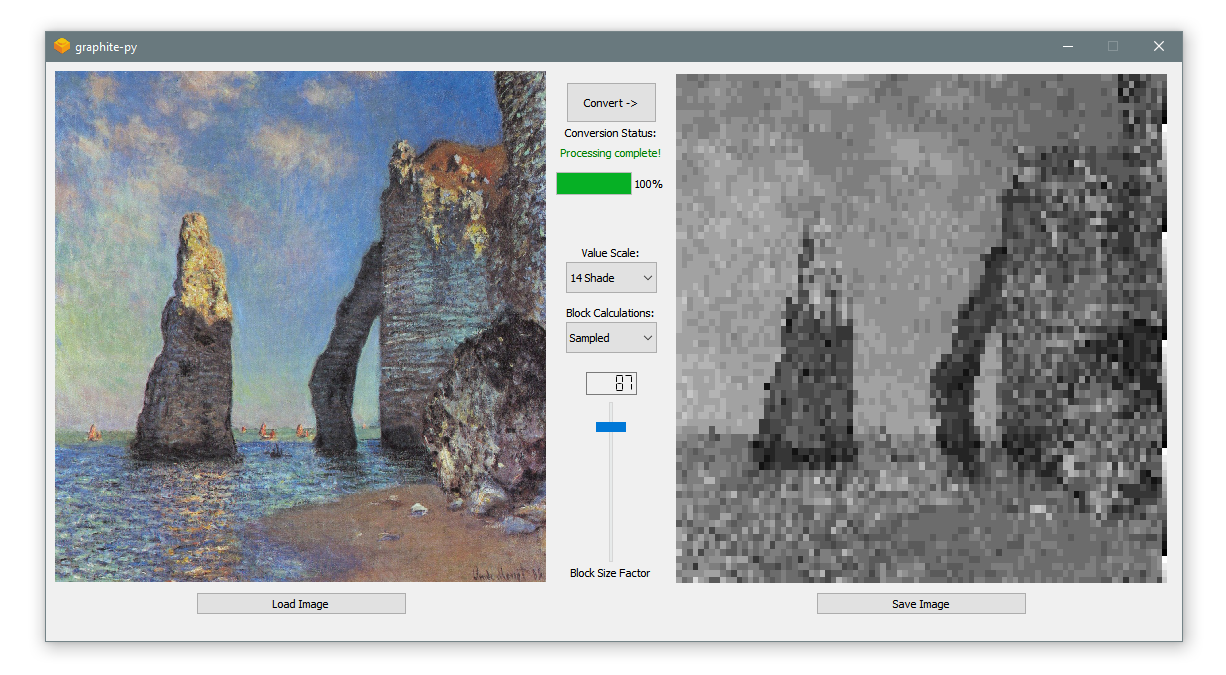 graphite-py
Convert ->
Conversion Status:
Processing complete!
100%
Value Scale:
14 Shade
Block Calculations:
Sampled
87
Block Size Factor
Load Image
Save Image